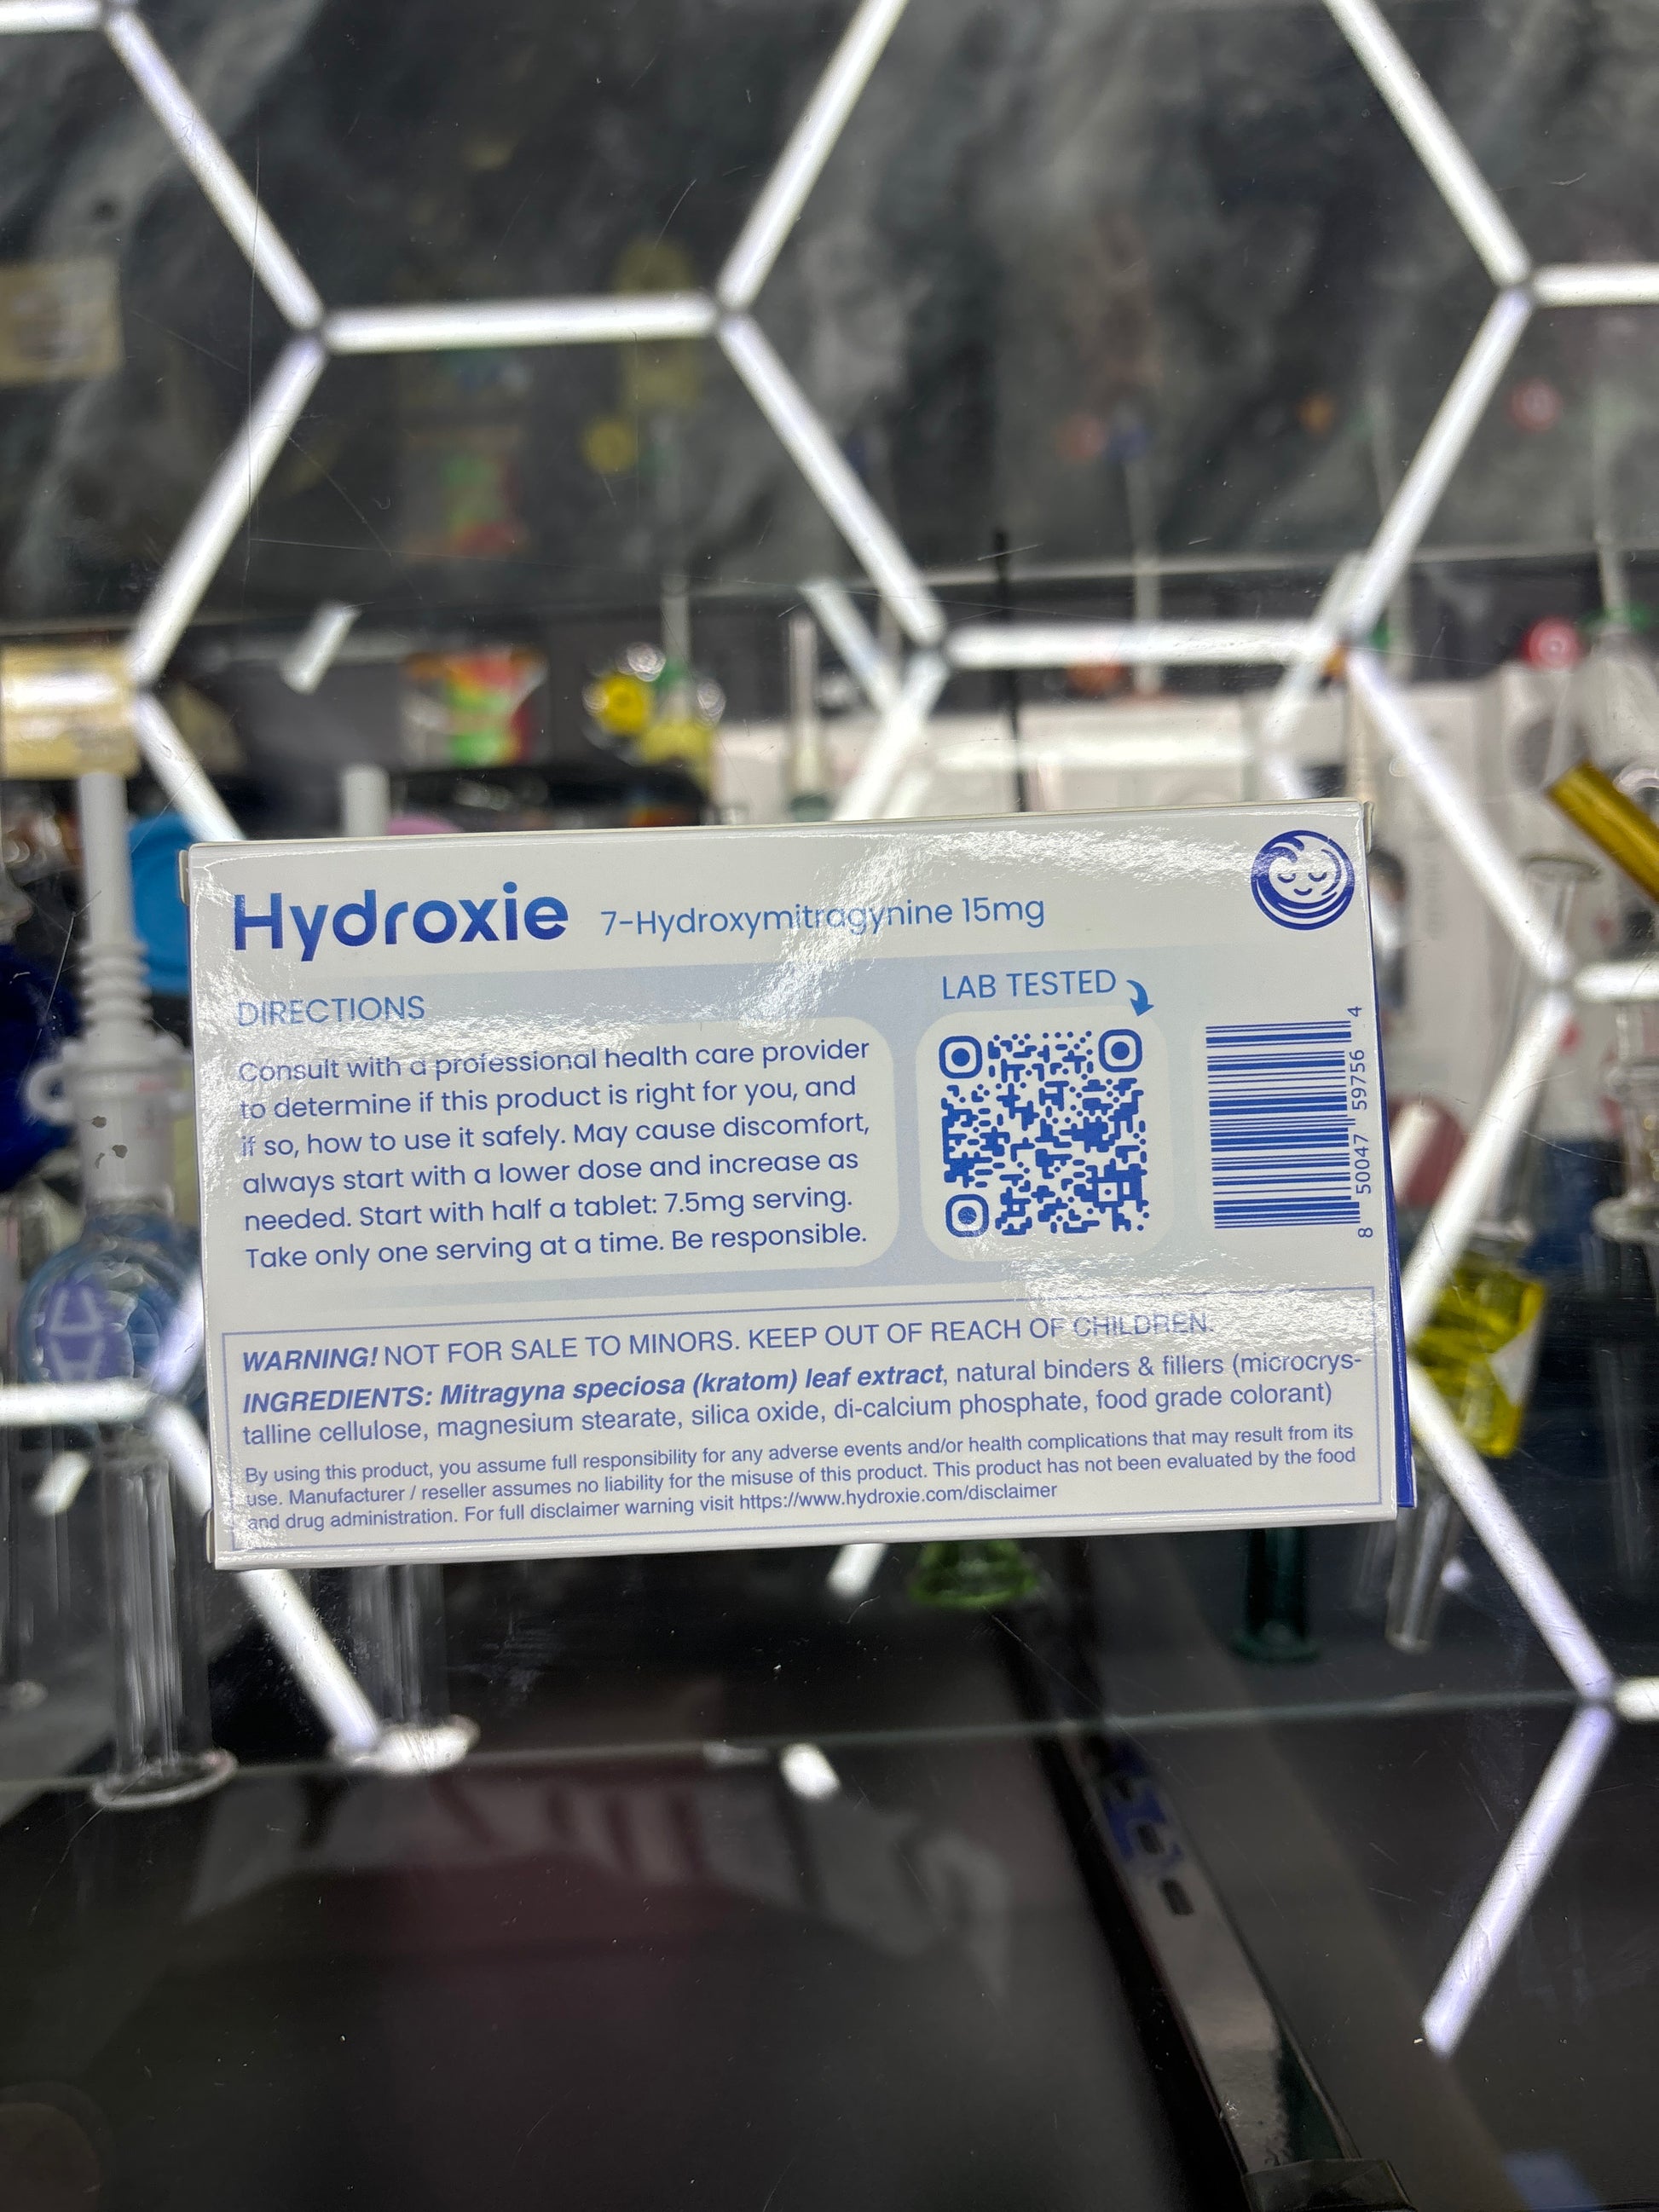 Hydroxie 7-Hydroxymitragynine 15mg
DIRECTIONS
Consult with a professional health care provider
to determine if this product is right for you, and
if so, how to use it safely. May cause discomfort,
always start with a lower dose and increase as
needed. Start with half a tablet: 7.5mg serving.
Take only one serving at a time. Be responsible.
LAB TESTED
8 50047 59756 4
WARNING! NOT FOR SALE TO MINORS. KEEP OUT OF REACH OF CHILDREN.
INGREDIENTS: Mitragyna speciosa (kratom) leaf extract, natural binders & fillers (microcrys-
talline cellulose, magnesium stearate, silica oxide, di-calcium phosphate, food grade colorant)
By using this product, you assume full responsibility for any adverse events and/or health complications that may result from its
use. Manufacturer / reseller assumes no liability for the misuse of this product. This product has not been evaluated by the food
and drug administration. For full disclaimer warning visit https://www.hydroxie.com/disclaimer